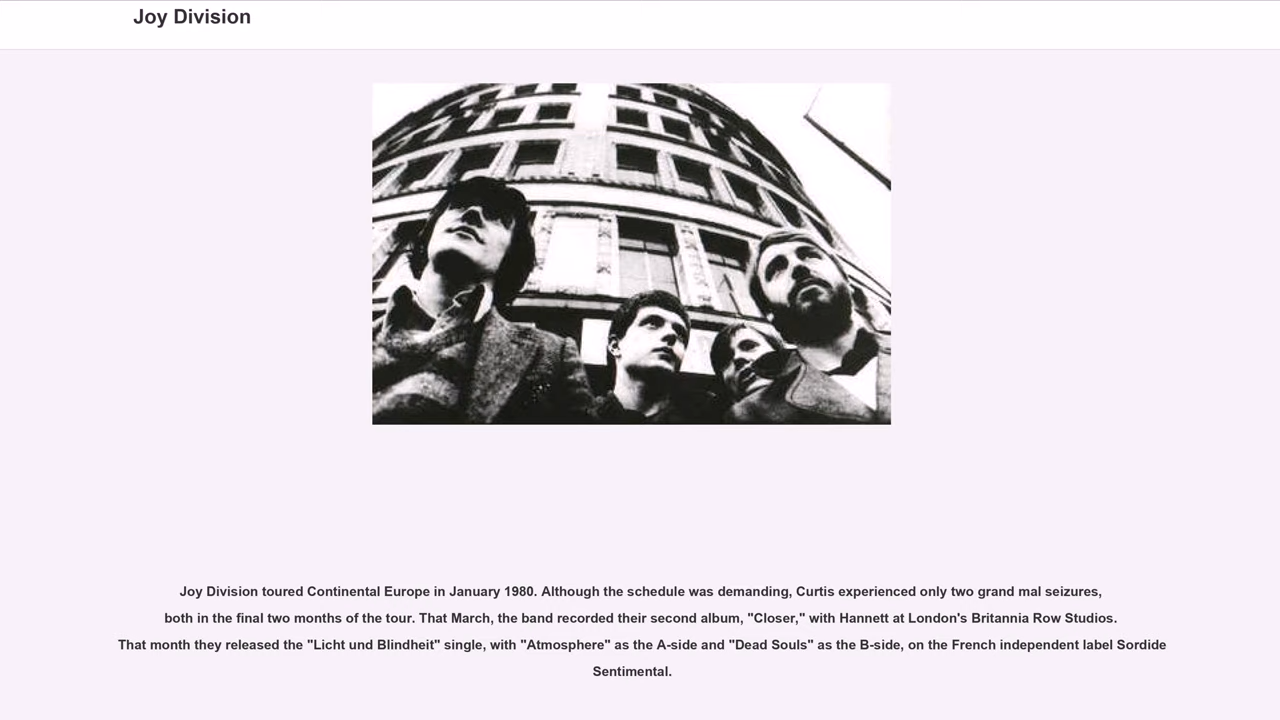 Joy Division
Joy Division toured Continental Europe in January 1980. Although the schedule was demanding, Curtis experienced only two grand mal seizures,
both in the final two months of the tour. That March, the band recorded their second album, "Closer," with Hannett at London's Britannia Row Studios.
That month they released the "Licht und Blindheit" single, with "Atmosphere" as the A-side and "Dead Souls" as the B-side, on the French independent label Sordide
Sentimental.